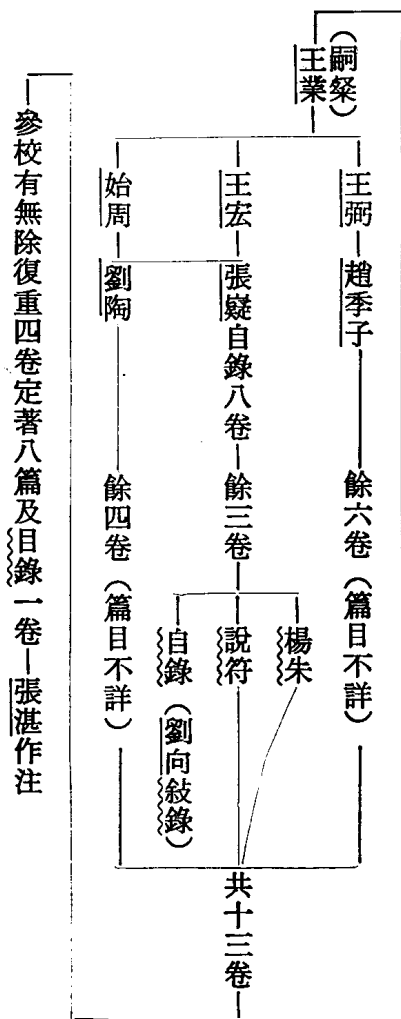 （嗣粲）
王業
王弼 趙季子 餘六卷（篇目不詳）
王宏 張嶷自錄八卷 餘三卷
楊朱
說符
自錄（劉向敍錄）
始周 劉陶 餘四卷（篇目不詳）
共十三卷
參校有無除復重四卷定著八篇及目錄一卷 張湛作注